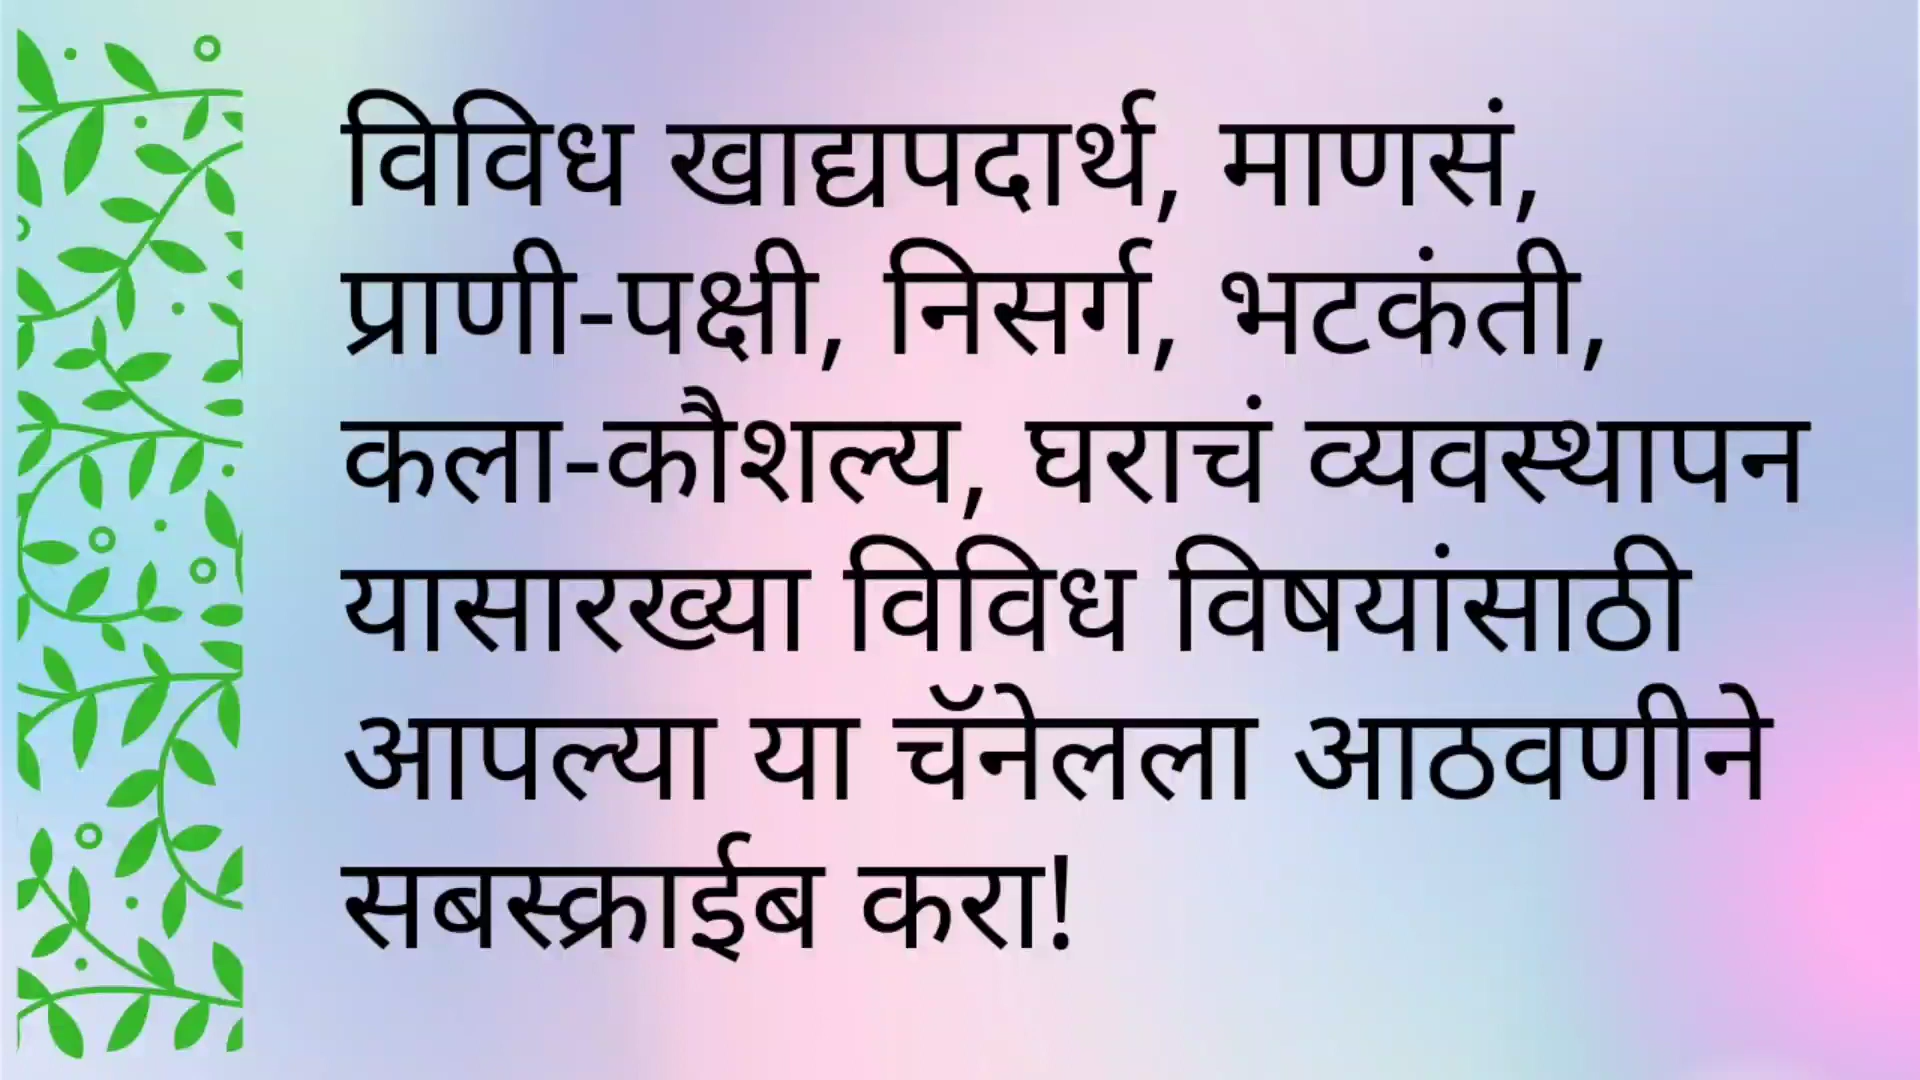 विविध खाद्यपदार्थ, माणसं,
प्राणी-पक्षी, निसर्ग, भटकंती,
कला-कौशल्य, घराचं व्यवस्थापन
यासारख्या विविध विषयांसाठी
आपल्या या चॅनेलला आठवणीने
सबस्क्राईब करा!